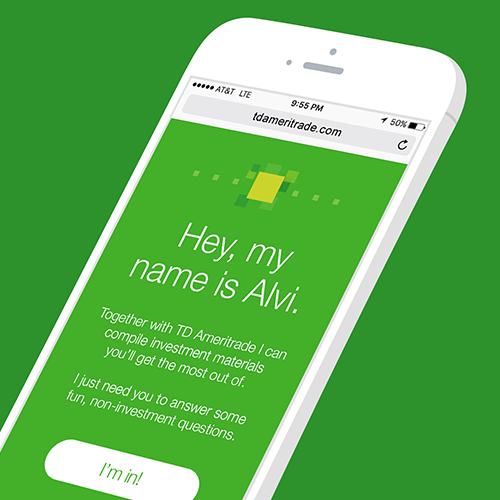 AT&T LTE 9:55 PM 50%
tdameritrade.com
Hey, my
name is Alvi.
Together with TD Ameritrade I can
compile investment materials
you'll get the most out of.
I just need you to answer some
fun, non-investment questions.
I'm in!